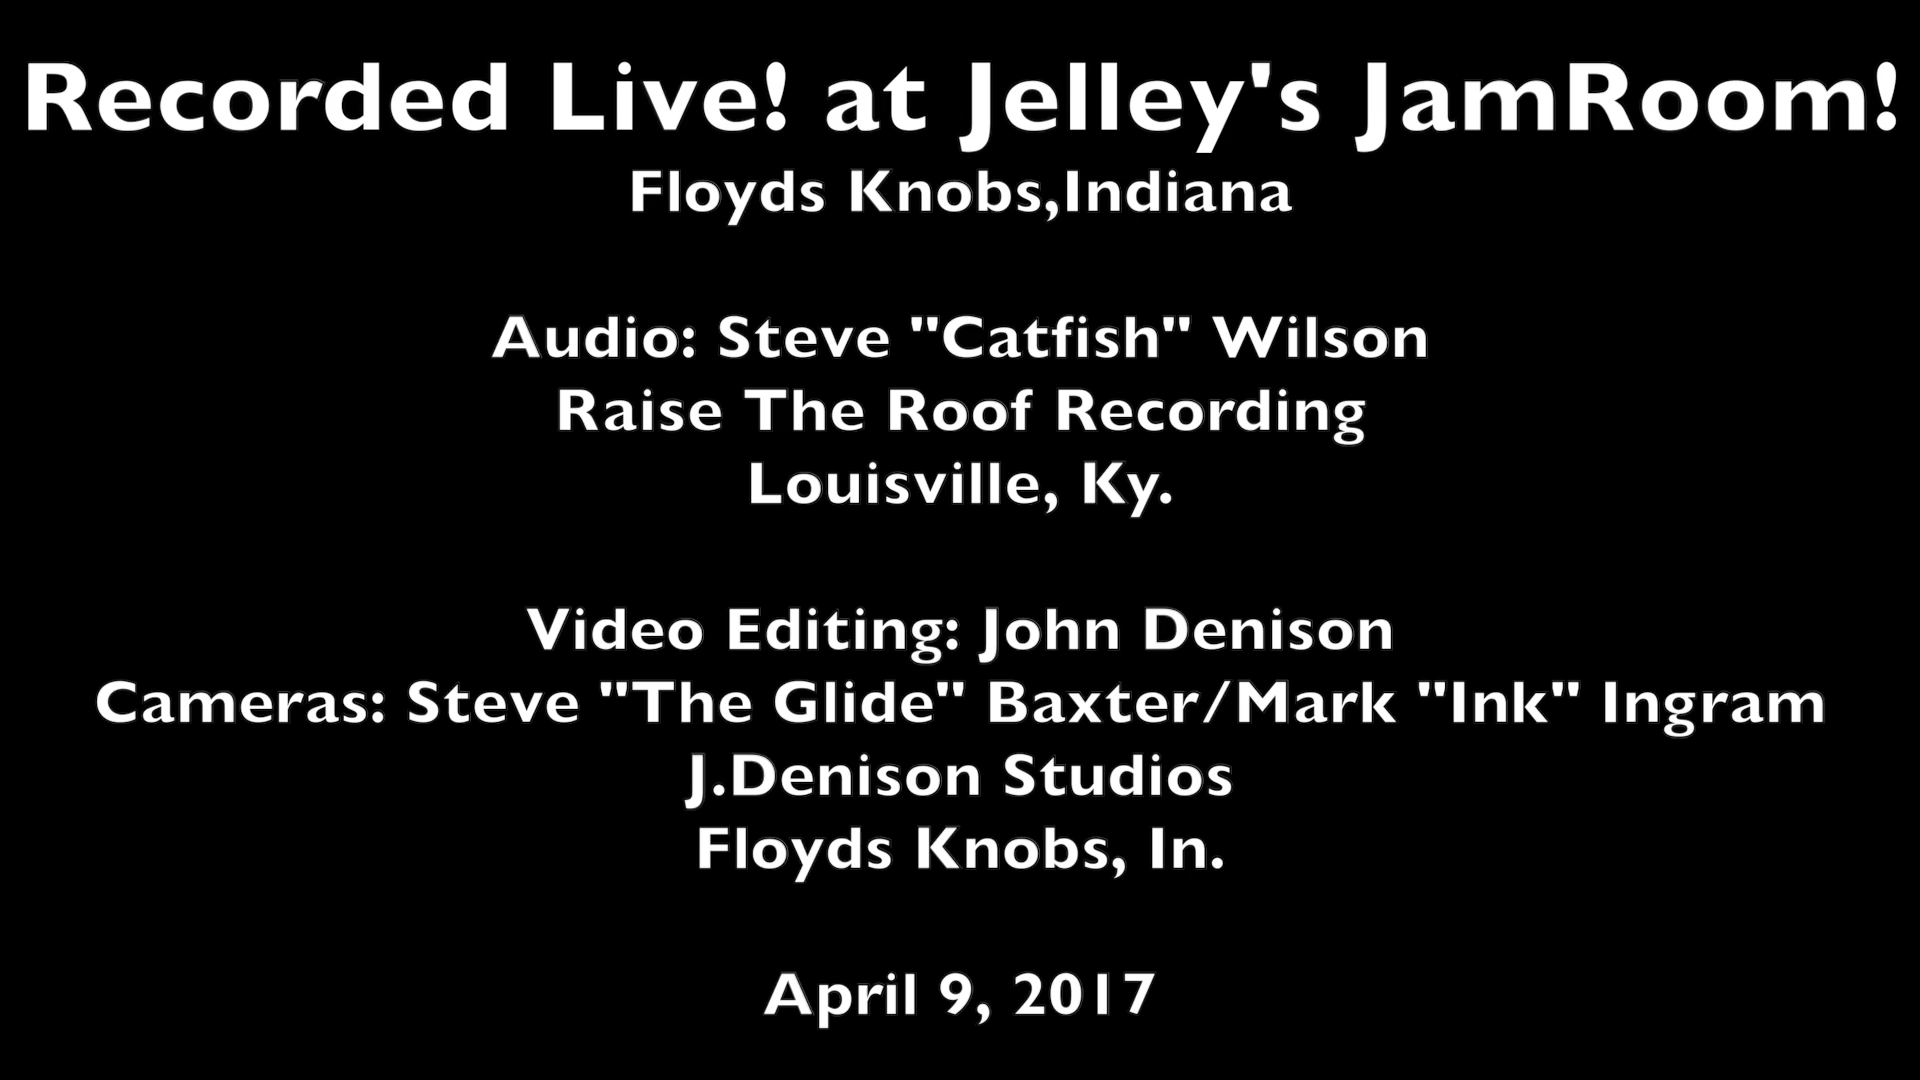 Recorded Live! at Jelley's JamRoom!
Floyds Knobs,Indiana
Audio: Steve "Catfish" Wilson
Raise The Roof Recording
Louisville, Ky.
Video Editing: John Denison
Cameras: Steve "The Glide" Baxter/Mark "Ink" Ingram
J.Denison Studios
Floyds Knobs, In.
April 9, 2017